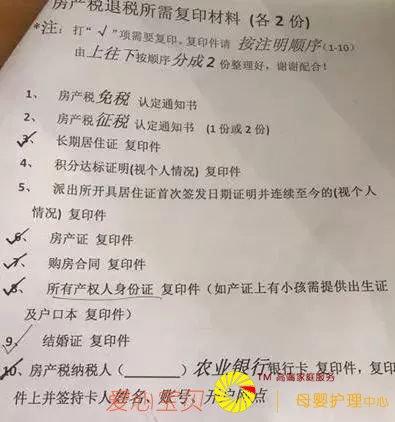 房产税退税所需复印材料 (各 2 份)
*注: 打“√”项需要复印。复印件请 按注明顺序(1-10)
由上往下按顺序分成2份整理好, 谢谢配合!
1、 房产税免税 认定通知书
2、 房产税征税 认定通知书 (1份或2份)
3、 长期居住证 复印件
4、 积分达标证明(视个人情况) 复印件
5、 派出所开具居住证首次签发日期证明并连续至今的(视个人
情况) 复印件
6、 房产证 复印件
7、 购房合同 复印件
8、 所有产权人身份证 复印件 (如产证上有小孩需提供出生证
及户口本 复印件)
9、 结婚证 复印件
10、房产税纳税人 (______) 农业银行银行卡 复印件, 复印
件上并签持卡人姓名、账号、开户网点
爱心宝贝 TM 高端家庭服务
母婴护理中心